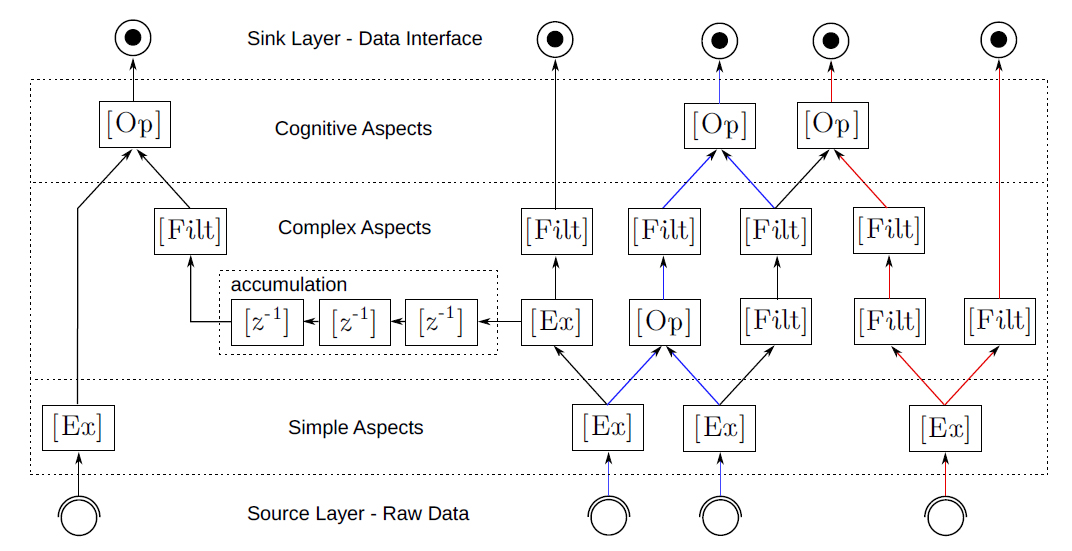 Sink Layer - Data Interface
[Op]
Cognitive Aspects
[Op]
[Op]
[Filt]
Complex Aspects
[Filt]
[Filt]
[Filt]
[Filt]
accumulation
[z⁻¹]
[z⁻¹]
[z⁻¹]
[Ex]
[Op]
[Filt]
[Filt]
[Filt]
[Ex]
Simple Aspects
[Ex]
[Ex]
[Ex]
Source Layer - Raw Data